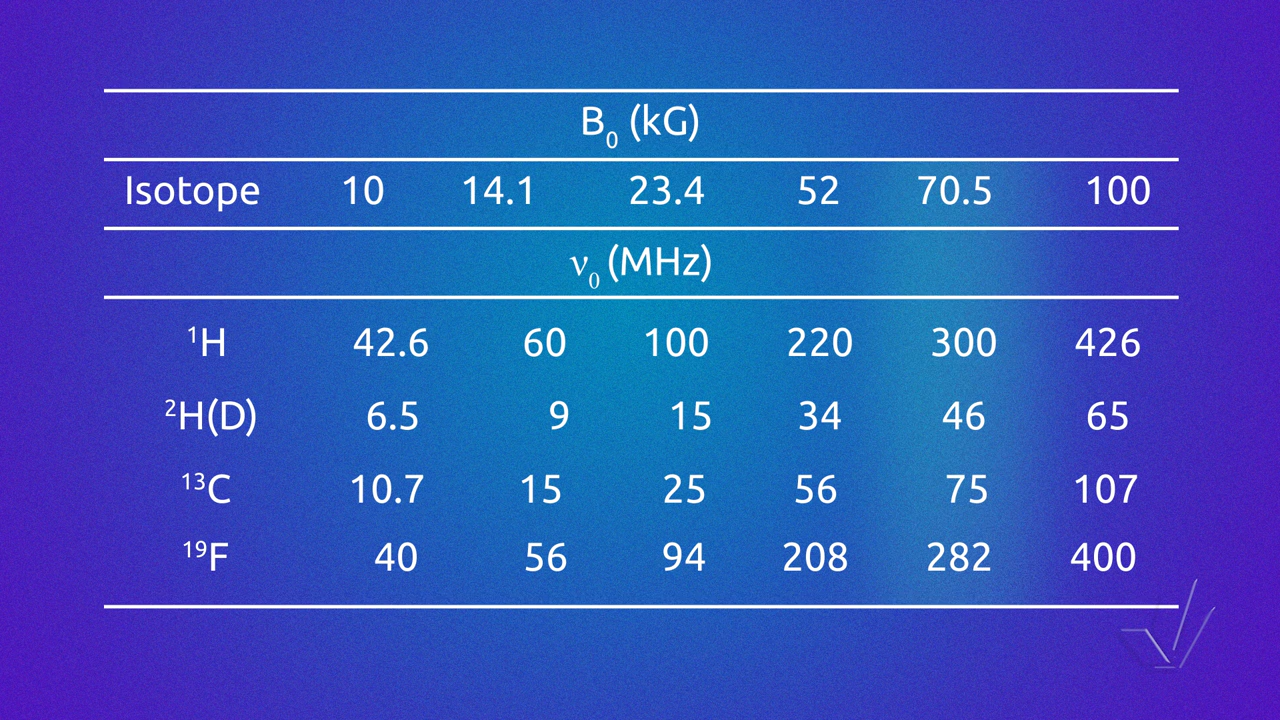 B₀ (kG)
Isotope 10 14.1 23.4 52 70.5 100
ν₀ (MHz)
¹H 42.6 60 100 220 300 426
²H(D) 6.5 9 15 34 46 65
¹³C 10.7 15 25 56 75 107
¹⁹F 40 56 94 208 282 400